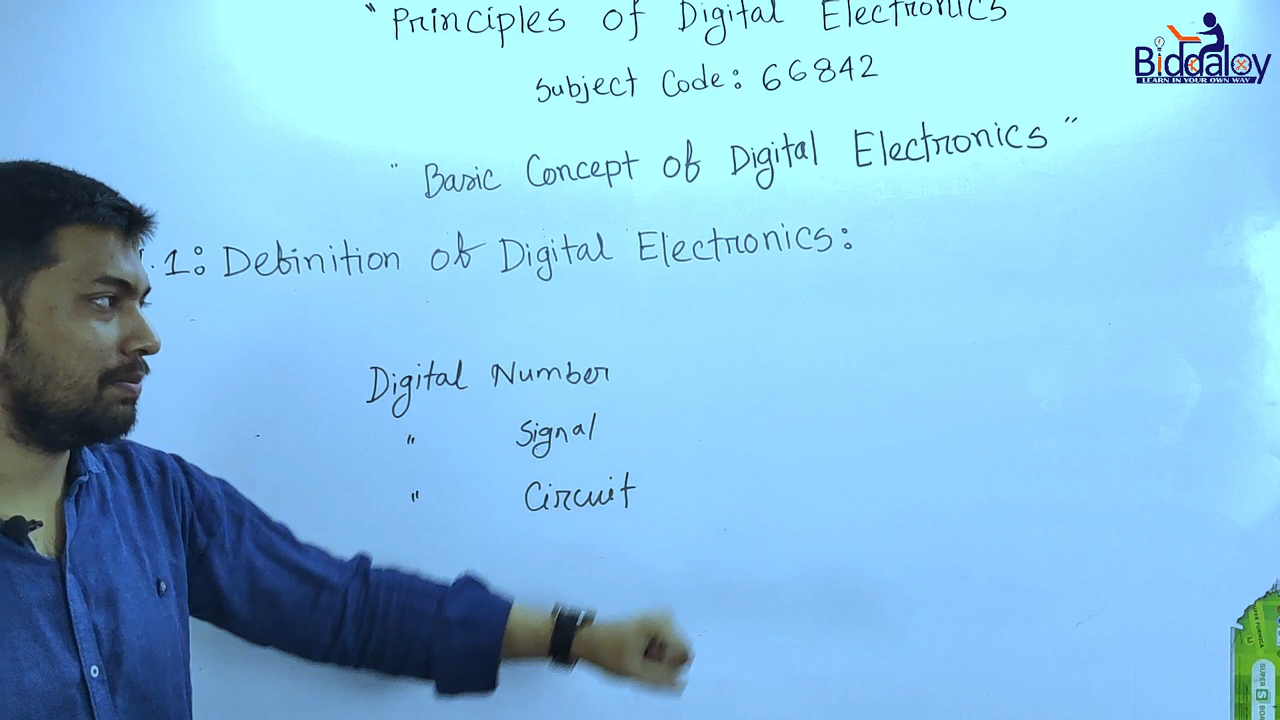 "Principles of Digital Electronics
Subject Code: 66842
"Basic Concept of Digital Electronics"
.1: Definition of Digital Electronics:
Digital Number
" Signal
" Circuit
Biddaloy
LEARN IN YOUR OWN WAY
SUPER